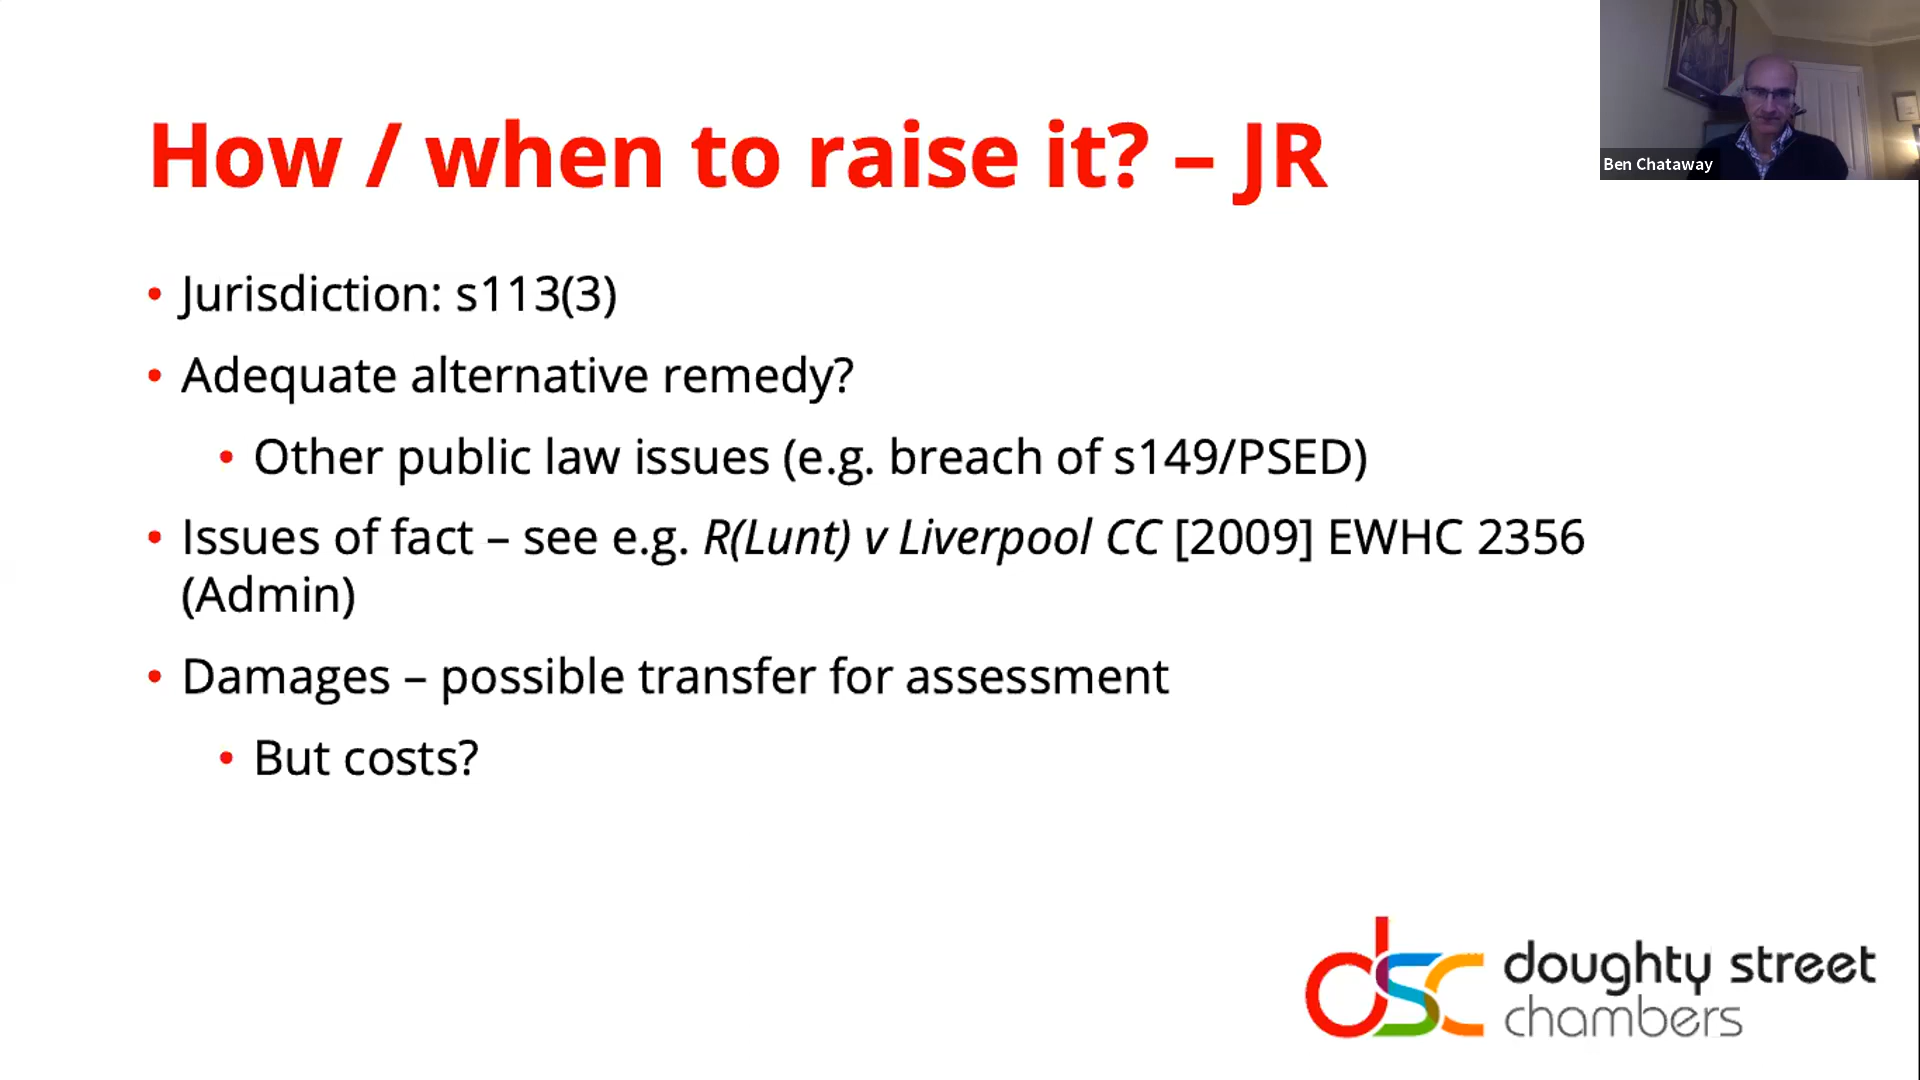 How / when to raise it? – JR
Ben Chataway
• Jurisdiction: s113(3)
• Adequate alternative remedy?
• Other public law issues (e.g. breach of s149/PSED)
• Issues of fact – see e.g. R(Lunt) v Liverpool CC [2009] EWHC 2356
(Admin)
• Damages – possible transfer for assessment
• But costs?
dsc doughty street
chambers